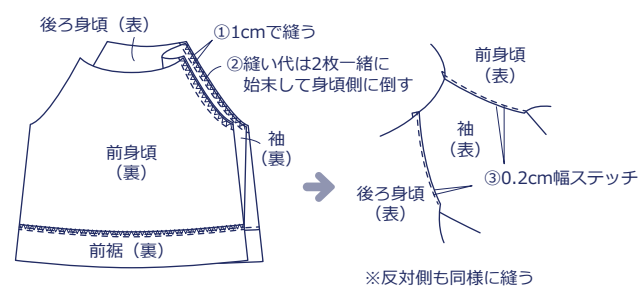 後ろ身頃(表)
①1cmで縫う
②縫い代は2枚一緒に
始末して身頃側に倒す
袖
(裏)
前身頃
(裏)
前裾(裏)
前身頃
(表)
袖
(表)
③0.2cm幅ステッチ
後ろ身頃
(表)
※反対側も同様に縫う